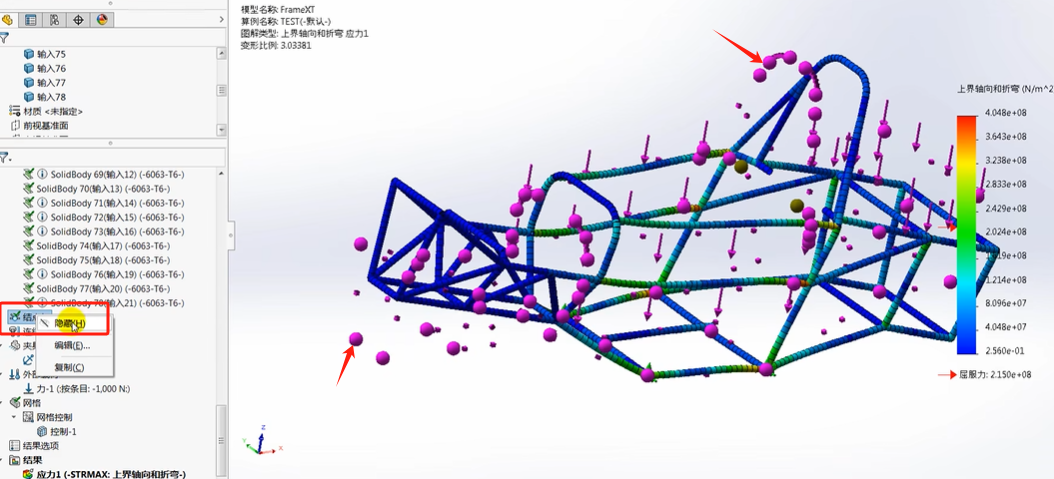 模型名称: FrameXT
算例名称: TEST(-默认-)
图解类型: 上界轴向和折弯 应力1
变形比例: 3.03381
输入75
输入76
输入77
输入78
材质 <未指定>
前视基准面
SolidBody 69(输入12) (-6063-T6-)
SolidBody 70(输入13) (-6063-T6-)
SolidBody 71(输入14) (-6063-T6-)
SolidBody 72(输入15) (-6063-T6-)
SolidBody 73(输入16) (-6063-T6-)
SolidBody 74(输入17) (-6063-T6-)
SolidBody 75(输入18) (-6063-T6-)
SolidBody 76(输入19) (-6063-T6-)
SolidBody 77(输入20) (-6063-T6-)
SolidBody 78(输入21) (-6063-T6-)
隐藏(H)
编辑(E)...
复制(C)
力-1 (:按条目: -1,000 N:)
网格
网格控制
控制-1
结果选项
结果
应力1 (-STRMAX: 上界轴向和折弯-)
上界轴向和折弯 (N/m^2
4.048e+08
3.643e+08
3.238e+08
2.833e+08
2.429e+08
2.024e+08
1.214e+08
8.096e+07
4.048e+07
2.560e-01
屈服力: 2.150e+08
Z
Y
X